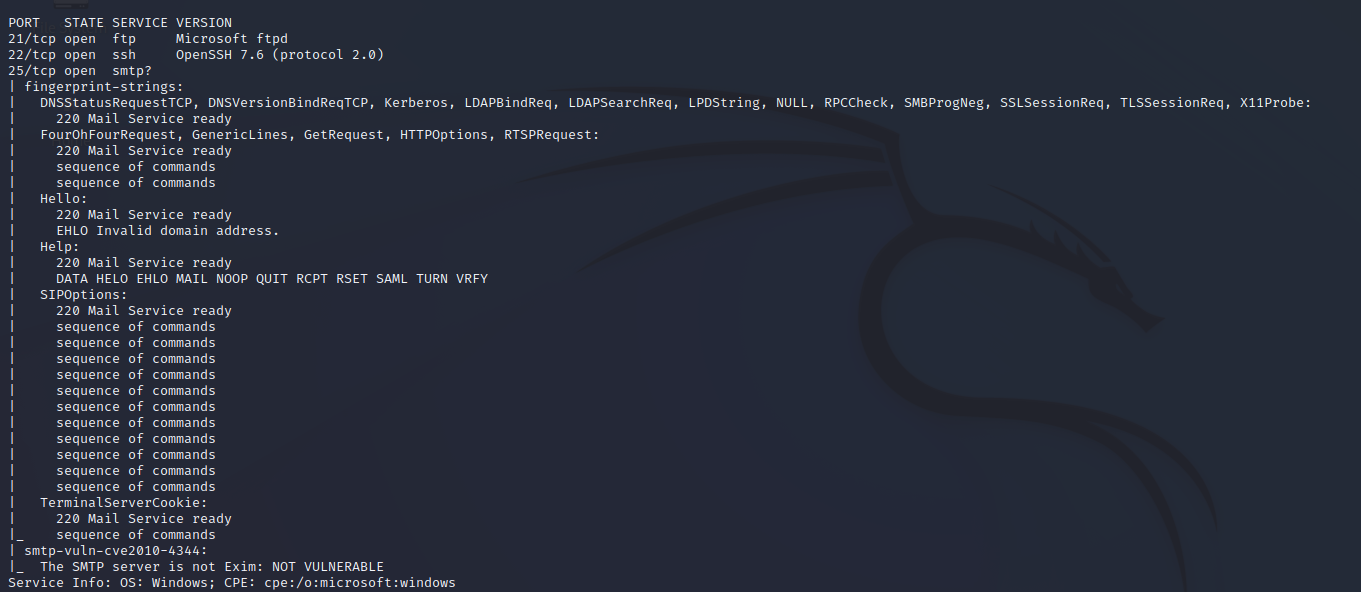 PORT   STATE SERVICE VERSION
21/tcp open  ftp     Microsoft ftpd
22/tcp open  ssh     OpenSSH 7.6 (protocol 2.0)
25/tcp open  smtp?
| fingerprint-strings:
|   DNSStatusRequestTCP, DNSVersionBindReqTCP, Kerberos, LDAPBindReq, LDAPSearchReq, LPDString, NULL, RPCCheck, SMBProgNeg, SSLSessionReq, TLSSessionReq, X11Probe:
|     220 Mail Service ready
|   FourOhFourRequest, GenericLines, GetRequest, HTTPOptions, RTSPRequest:
|     220 Mail Service ready
|     sequence of commands
|     sequence of commands
|   Hello:
|     220 Mail Service ready
|     EHLO Invalid domain address.
|   Help:
|     220 Mail Service ready
|     DATA HELO EHLO MAIL NOOP QUIT RCPT RSET SAML TURN VRFY
|   SIPOptions:
|     220 Mail Service ready
|     sequence of commands
|     sequence of commands
|     sequence of commands
|     sequence of commands
|     sequence of commands
|     sequence of commands
|     sequence of commands
|     sequence of commands
|     sequence of commands
|     sequence of commands
|     sequence of commands
|   TerminalServerCookie:
|     220 Mail Service ready
|_    sequence of commands
| smtp-vuln-cve2010-4344:
|_  The SMTP server is not Exim: NOT VULNERABLE
Service Info: OS: Windows; CPE: cpe:/o:microsoft:windows